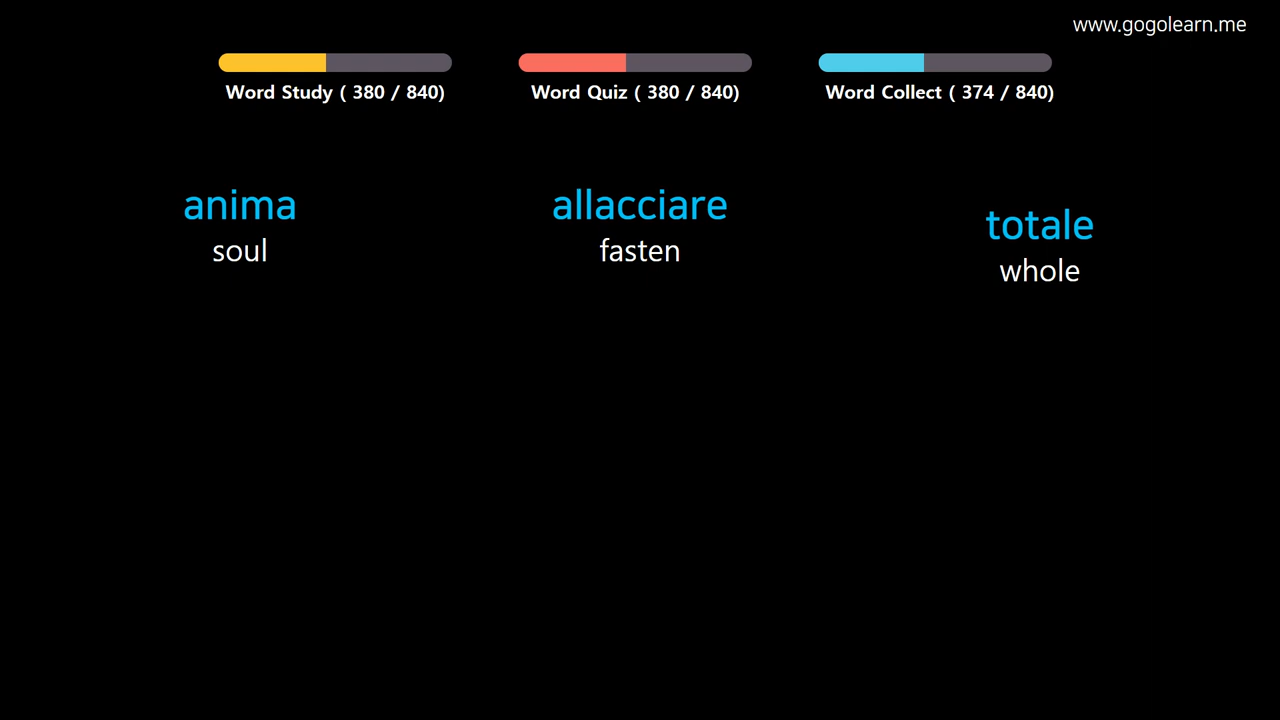 www.gogolearn.me
Word Study ( 380 / 840)
Word Quiz ( 380 / 840)
Word Collect ( 374 / 840)
anima
soul
allacciare
fasten
totale
whole